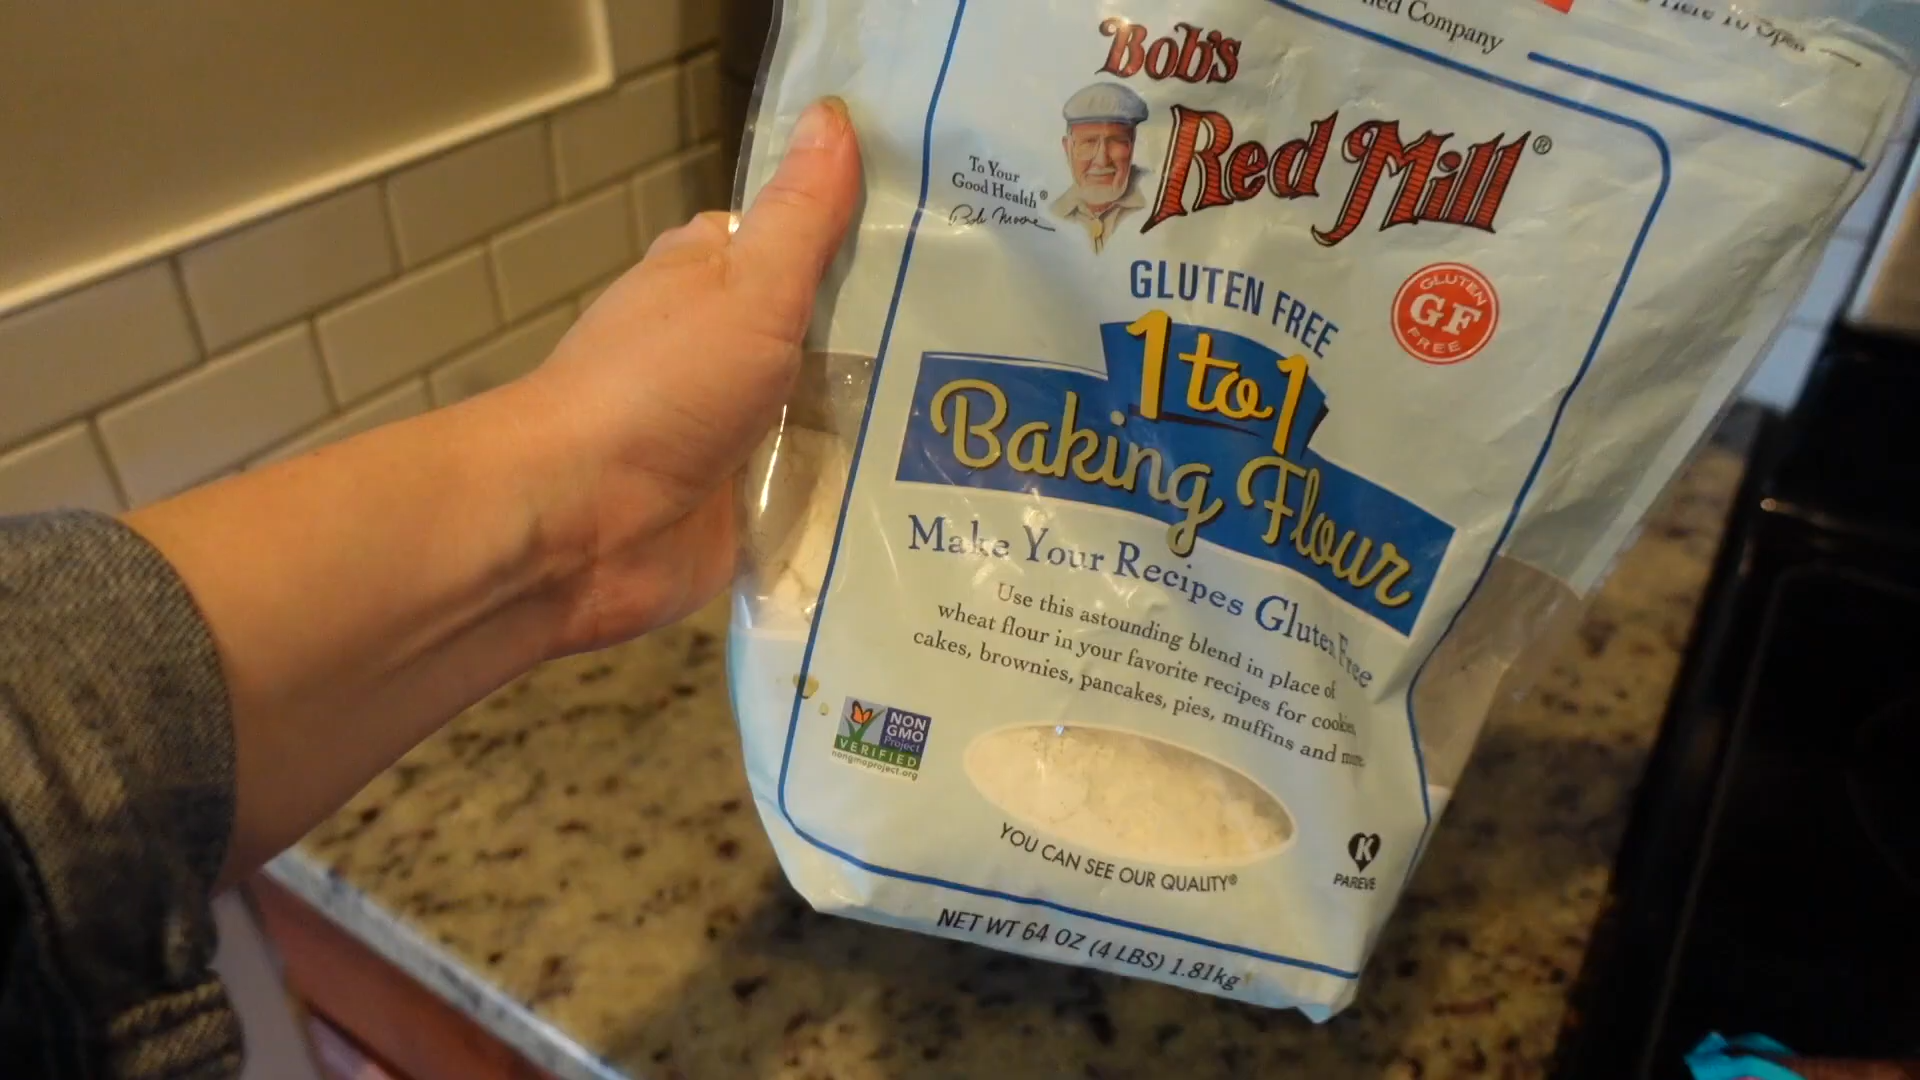 Company
Bob's
Red Mill®
To Your
Good Health®
Bob Moore
GLUTEN FREE
GLUTEN
GF
FREE
1 to 1
Baking Flour
Make Your Recipes Gluten Free
Use this astounding blend in place of
wheat flour in your favorite recipes for cookies,
cakes, brownies, pancakes, pies, muffins and more.
NON
GMO
Project
VERIFIED
nongmoproject.org
YOU CAN SEE OUR QUALITY®
K
PAREVE
NET WT 64 OZ (4 LBS) 1.81kg